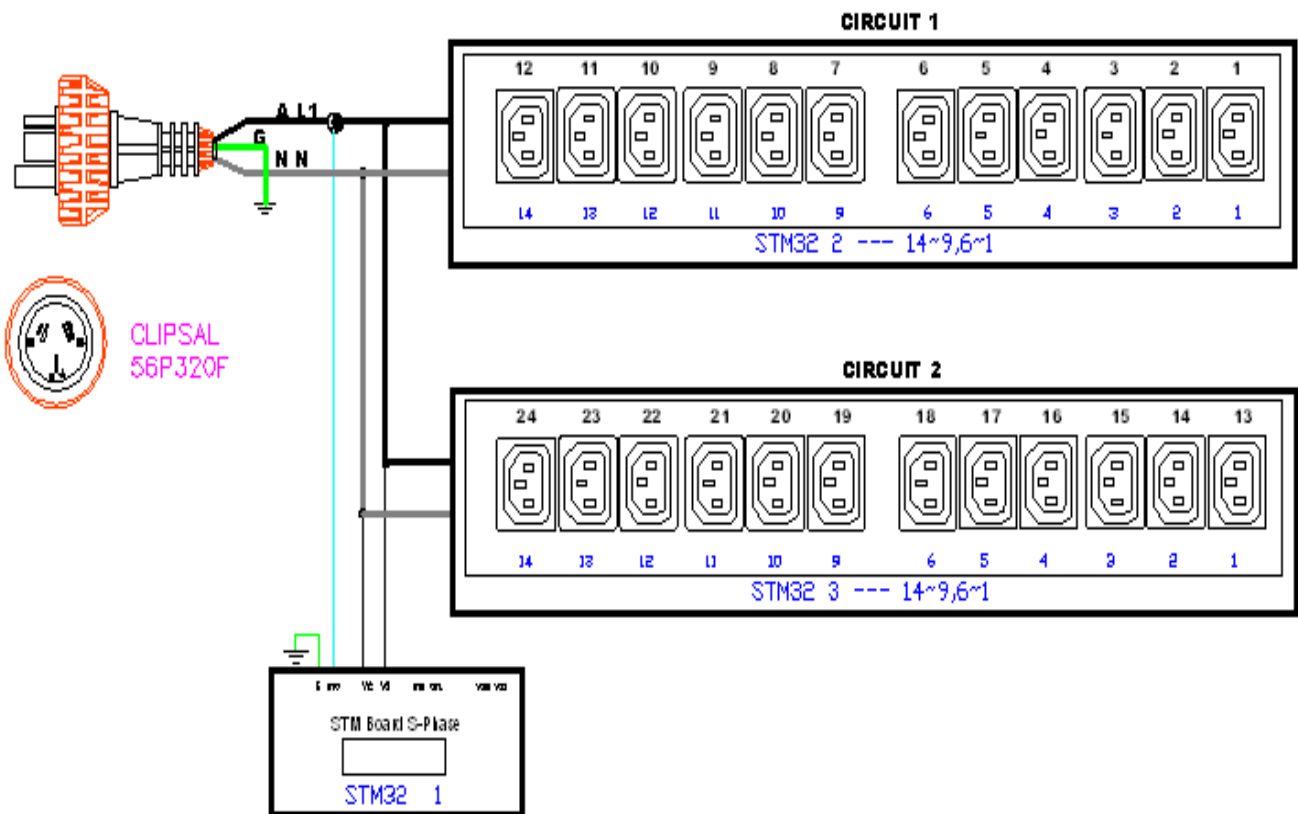 CIRCUIT 1
12 11 10 9 8 7 6 5 4 3 2 1
A L1
G
N N
14 13 12 11 10 9 6 5 4 3 2 1
STM32 2 --- 14~9,6~1
CLIPSAL
56P320F
CIRCUIT 2
24 23 22 21 20 19 18 17 16 15 14 13
14 13 12 11 10 9 6 5 4 3 2 1
STM32 3 --- 14~9,6~1
STM Board S-Phase
STM32 1